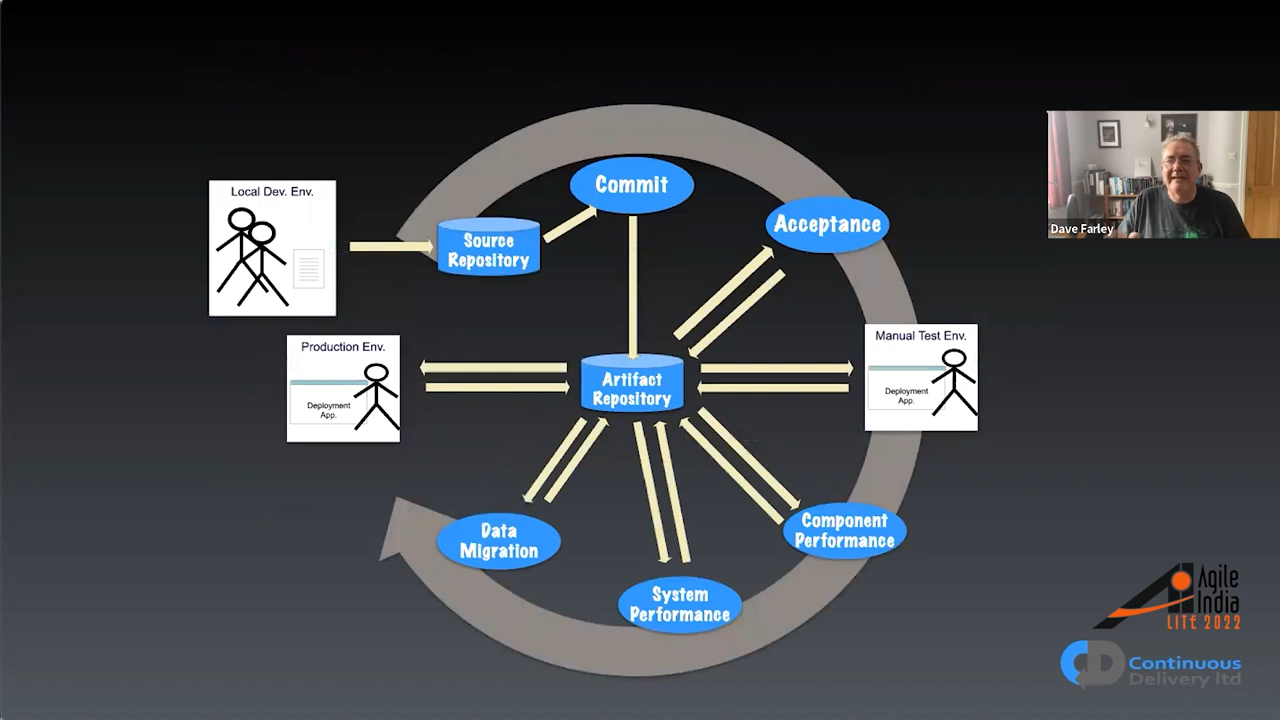 Local Dev. Env.
Source
Repository
Commit
Acceptance
Dave Farley
Production Env.
Deployment
App.
Artifact
Repository
Manual Test Env.
Deployment
App.
Data
Migration
System
Performance
Component
Performance
Agile
India
LITE 2022
CD
Continuous
Delivery ltd